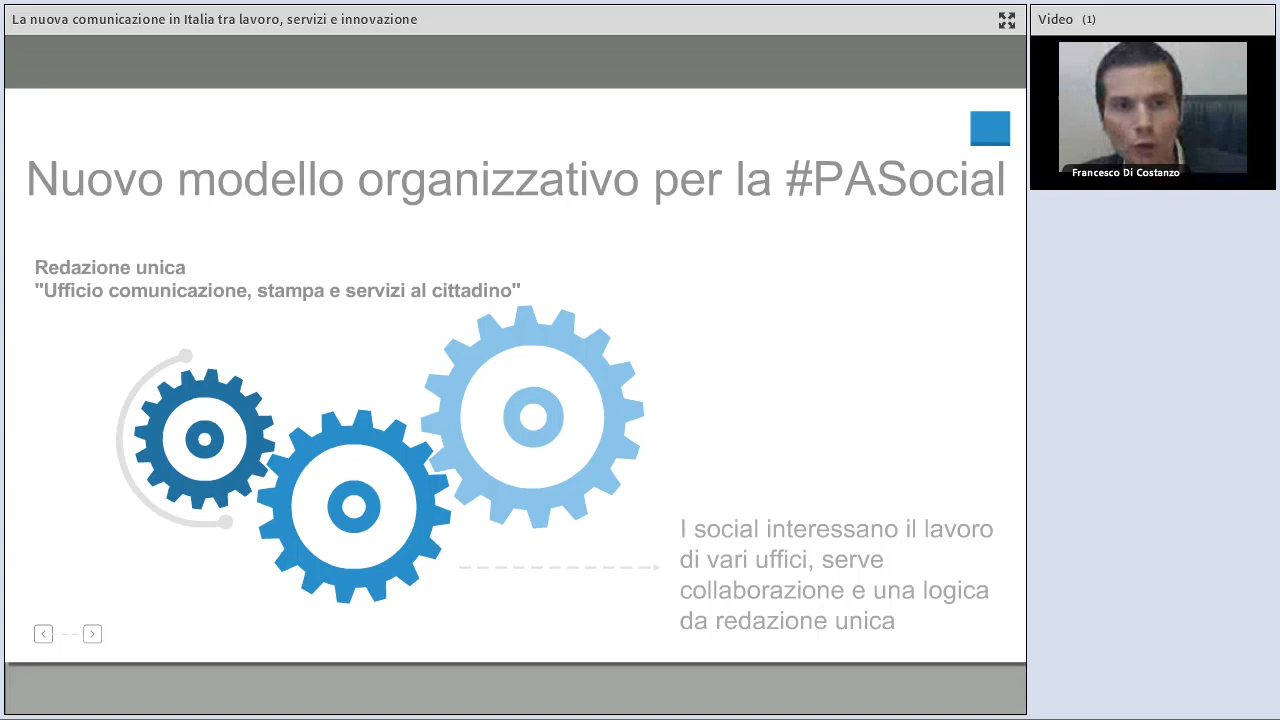 La nuova comunicazione in Italia tra lavoro, servizi e innovazione
Video (1)
Francesco Di Costanzo
Nuovo modello organizzativo per la #PASocial
Redazione unica
"Ufficio comunicazione, stampa e servizi al cittadino"
I social interessano il lavoro
di vari uffici, serve
collaborazione e una logica
da redazione unica